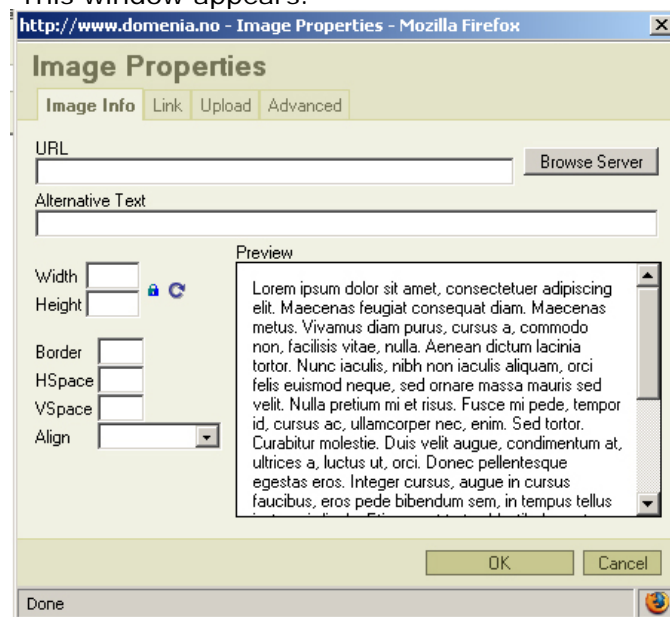 This window appears:
http://www.domenia.no - Image Properties - Mozilla Firefox
Image Properties
Image Info Link Upload Advanced
URL
Browse Server
Alternative Text
Preview
Width
Height
Border
HSpace
VSpace
Align
Lorem ipsum dolor sit amet, consectetuer adipiscing
elit. Maecenas feugiat consequat diam. Maecenas
metus. Vivamus diam purus, cursus a, commodo
non, facilisis vitae, nulla. Aenean dictum lacinia
tortor. Nunc iaculis, nibh non iaculis aliquam, orci
felis euismod neque, sed ornare massa mauris sed
velit. Nulla pretium mi et risus. Fusce mi pede, tempor
id, cursus ac, ullamcorper nec, enim. Sed tortor.
Curabitur molestie. Duis velit augue, condimentum at,
ultrices a, luctus ut, orci. Donec pellentesque
egestas eros. Integer cursus, augue in cursus
faucibus, eros pede bibendum sem, in tempus tellus
OK Cancel
Done